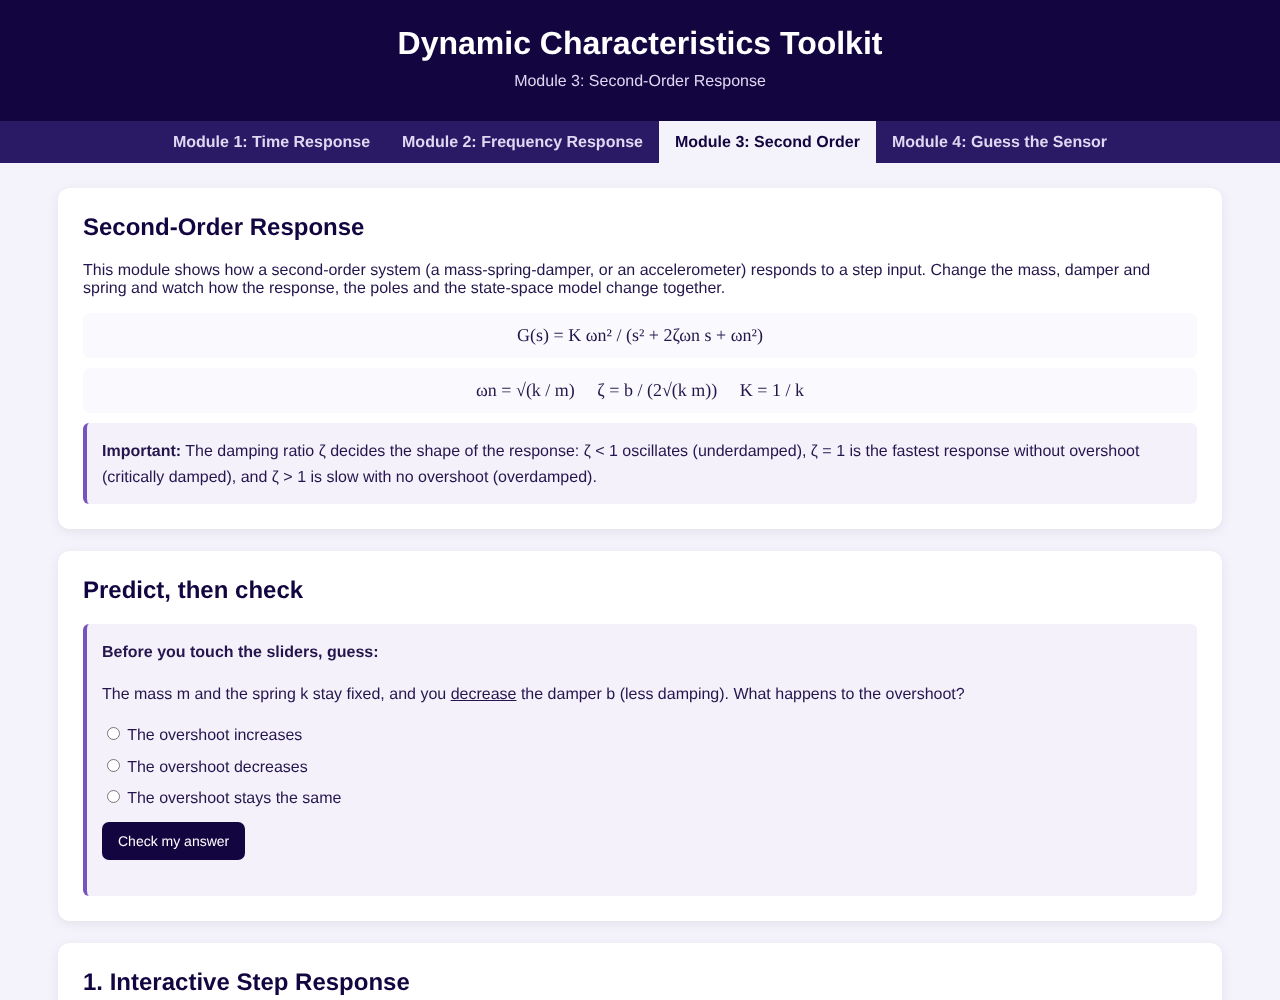 Dynamic Characteristics Toolkit
Module 3: Second-Order Response
Module 1: Time Response
Module 2: Frequency Response
Module 3: Second Order
Module 4: Guess the Sensor
Second-Order Response
This module shows how a second-order system (a mass-spring-damper, or an accelerometer) responds to a step input. Change the mass, damper and
spring and watch how the response, the poles and the state-space model change together.
G(s) = K ωn² / (s² + 2ζωn s + ωn²)
ωn = √(k / m)     ζ = b / (2√(k m))     K = 1 / k
Important: The damping ratio ζ decides the shape of the response: ζ < 1 oscillates (underdamped), ζ = 1 is the fastest response without overshoot
(critically damped), and ζ > 1 is slow with no overshoot (overdamped).
Predict, then check
Before you touch the sliders, guess:
The mass m and the spring k stay fixed, and you decrease the damper b (less damping). What happens to the overshoot?
The overshoot increases
The overshoot decreases
The overshoot stays the same
Check my answer
1. Interactive Step Response